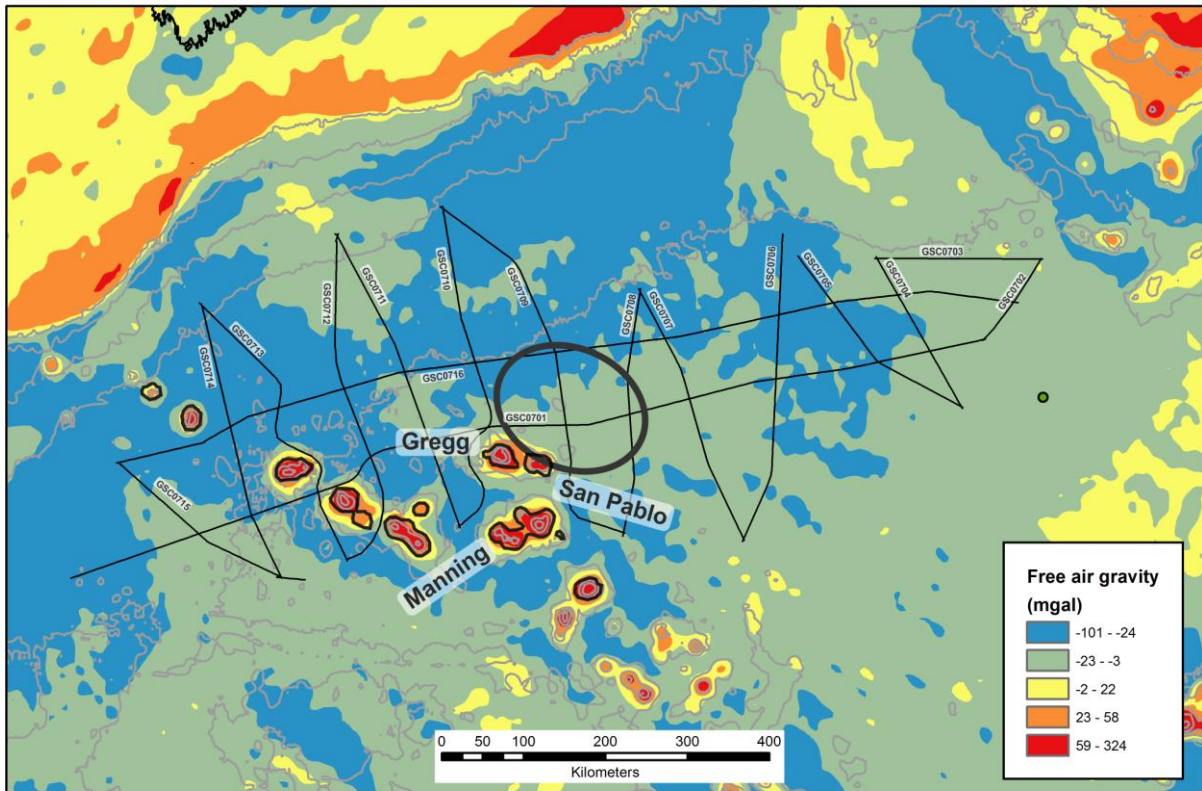 GSC0703
GSC0706
GSC0705
GSC0704
GSC0702
GSC0710
GSC0709
GSC0712
GSC0711
GSC0708
GSC0707
GSC0714
GSC0713
GSC0716
GSC0701
Gregg
San Pablo
GSC0715
Manning
Free air gravity
(mgal)
-101 - -24
-23 - -3
-2 - 22
23 - 58
59 - 324
0 50 100 200 300 400
Kilometers